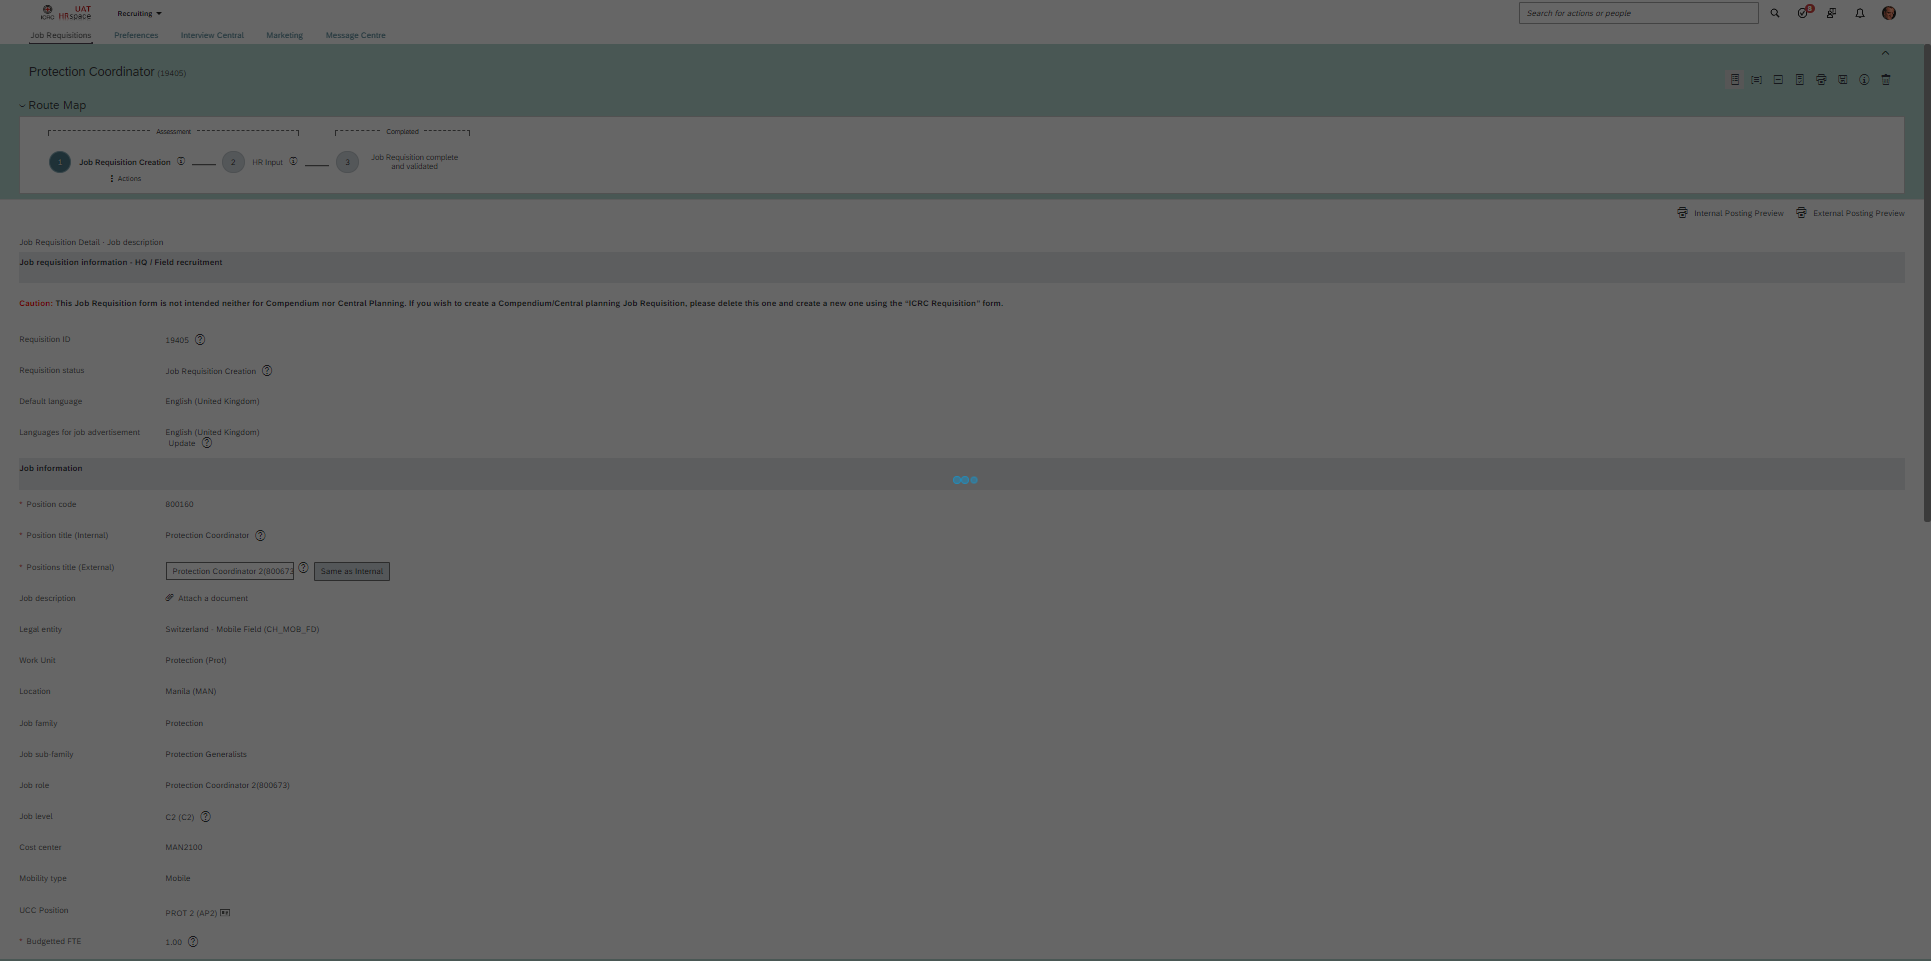 UAT
ICRC HRspace
Recruiting
Search for actions or people
8
Job Requisitions
Preferences
Interview Central
Marketing
Message Centre
Protection Coordinator (19405)
Route Map
Assessment
Completed
1
Job Requisition Creation
2
HR Input
3
Job Requisition complete
and validated
Actions
Internal Posting Preview
External Posting Preview
Job Requisition Detail - Job description
Job requisition information - HQ / Field recruitment
Caution: This Job Requisition form is not intended neither for Compendium nor Central Planning. If you wish to create a Compendium/Central planning Job Requisition, please delete this one and create a new one using the "ICRC Requisition" form.
Requisition ID
19405
Requisition status
Job Requisition Creation
Default language
English (United Kingdom)
Languages for job advertisement
English (United Kingdom)
Update
Job information
* Position code
800160
* Position title (Internal)
Protection Coordinator
* Positions title (External)
Protection Coordinator 2(800673
Same as Internal
Job description
Attach a document
Legal entity
Switzerland - Mobile Field (CH_MOB_FD)
Work Unit
Protection (Prot)
Location
Manila (MAN)
Job family
Protection
Job sub-family
Protection Generalists
Job role
Protection Coordinator 2(800673)
Job level
C2 (C2)
Cost center
MAN2100
Mobility type
Mobile
UCC Position
PROT 2 (AP2)
* Budgetted FTE
1.00